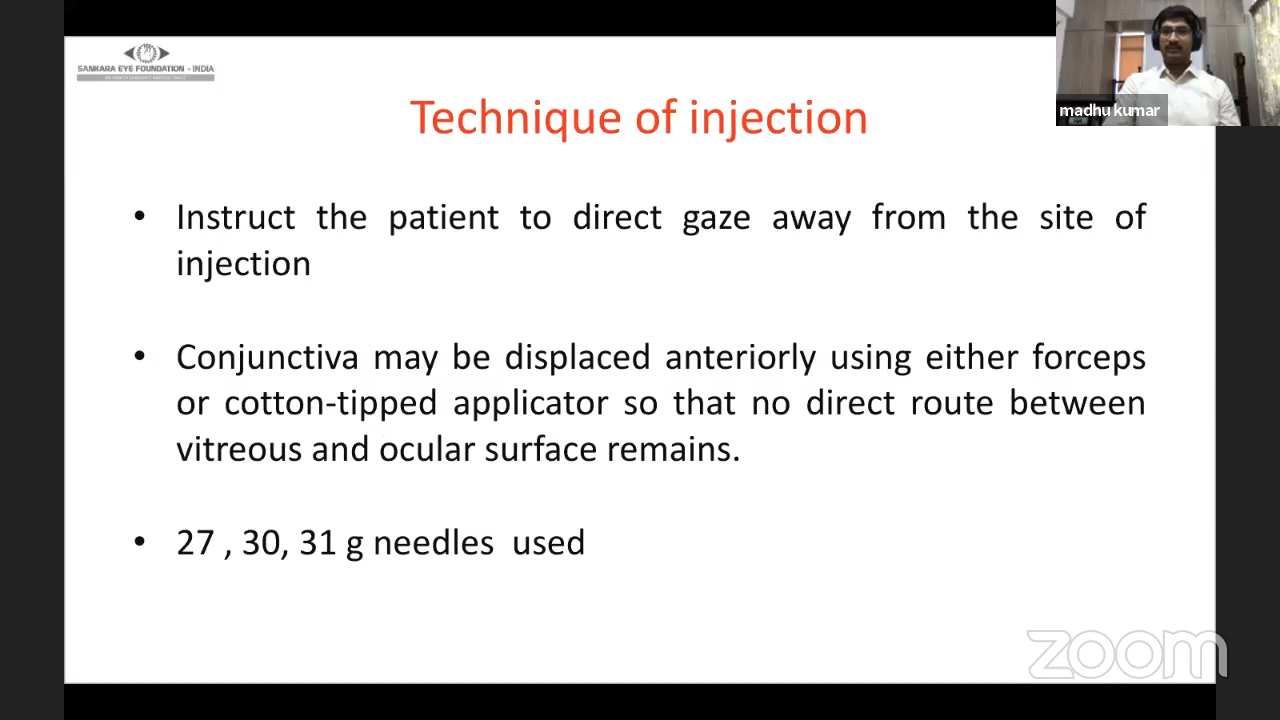 SANKARA EYE FOUNDATION - INDIA
madhu kumar
Technique of injection
• Instruct the patient to direct gaze away from the site of
injection
• Conjunctiva may be displaced anteriorly using either forceps
or cotton-tipped applicator so that no direct route between
vitreous and ocular surface remains.
• 27 , 30, 31 g needles used
zoom